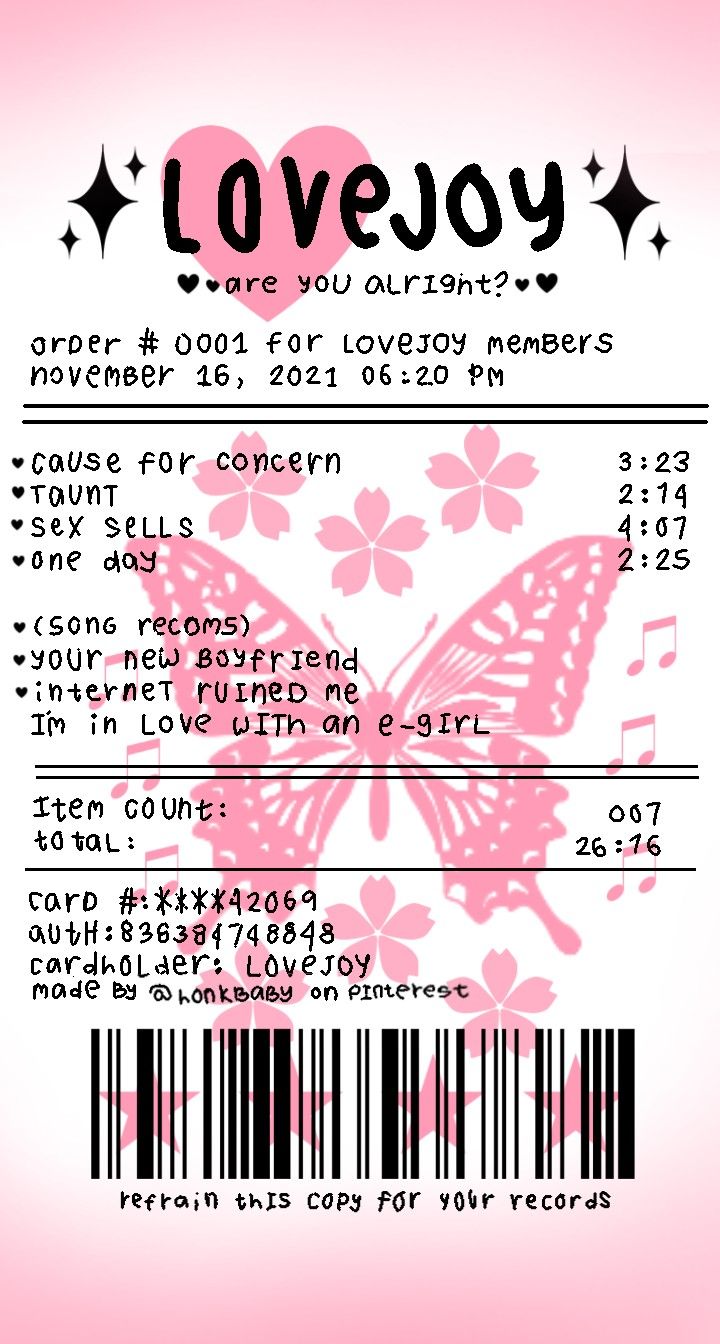 Lovejoy
are you alright?
order # 0001 for lovejoy members
november 16, 2021 06:20 PM
cause for concern 3:23
Taunt 2:14
sex sells 4:07
one day 2:25
(song recoms)
your new boyfriend
internet ruined me
I'm in love with an e-girl
Item count: 007
total: 26:16
card #:****42069
auth:836384748848
cardholder: Lovejoy
made by @honkbaby on Pinterest
refrain this copy for your records